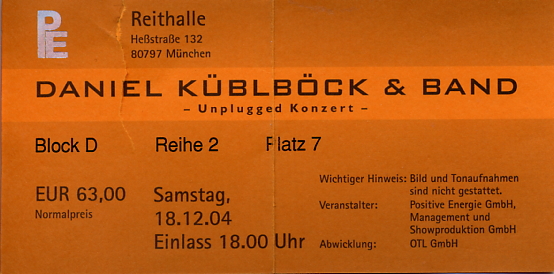 PE
Reithalle
Heßstraße 132
80797 München
DANIEL KÜBLBÖCK & BAND
– Unplugged Konzert –
Block D Reihe 2 Platz 7
EUR 63,00
Normalpreis
Samstag,
18.12.04
Einlass 18.00 Uhr
Wichtiger Hinweis: Bild und Tonaufnahmen
sind nicht gestattet.
Veranstalter: Positive Energie GmbH,
Management und
Showproduktion GmbH
Abwicklung: OTL GmbH